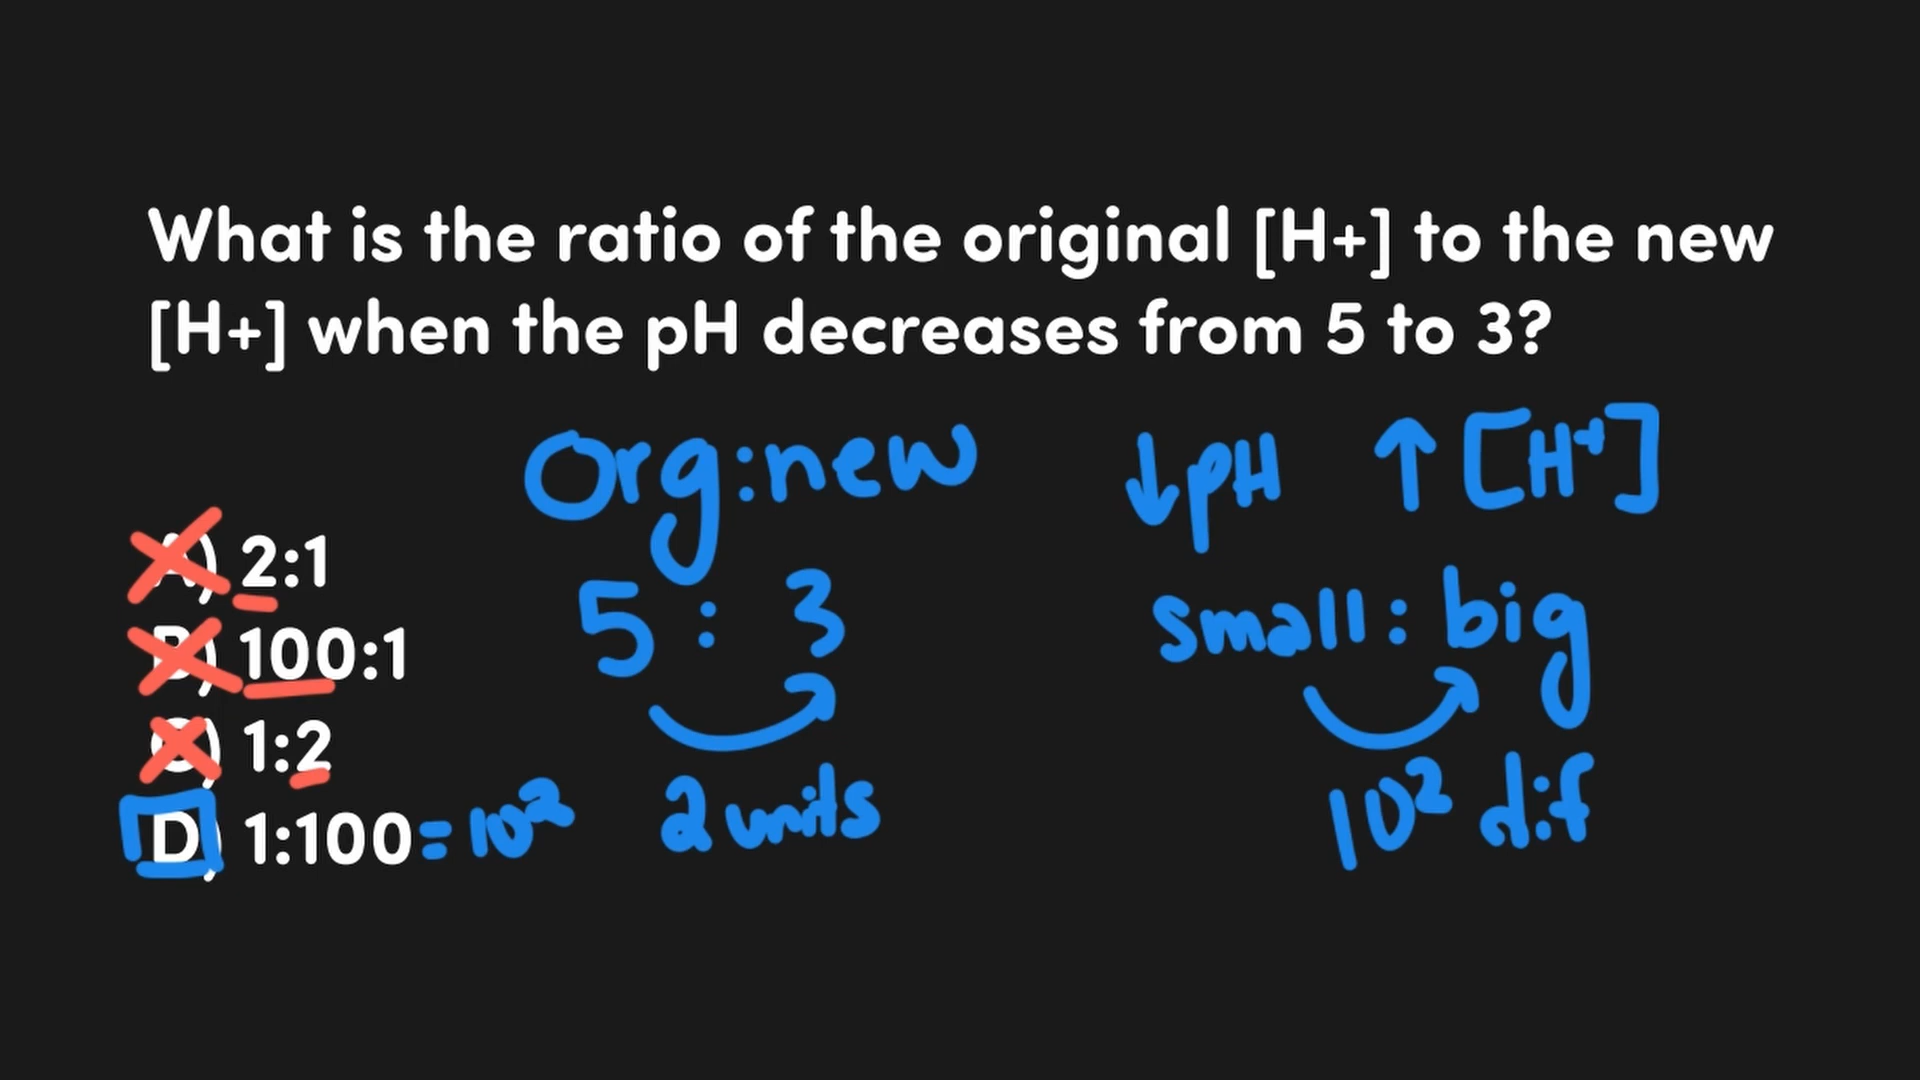 What is the ratio of the original [H+] to the new
[H+] when the pH decreases from 5 to 3?
Org:new
↓pH ↑[H⁺]
A) 2:1
5 : 3
small: big
B) 100:1
C) 1:2
D) 1:100 = 10²
2 units
10² dif